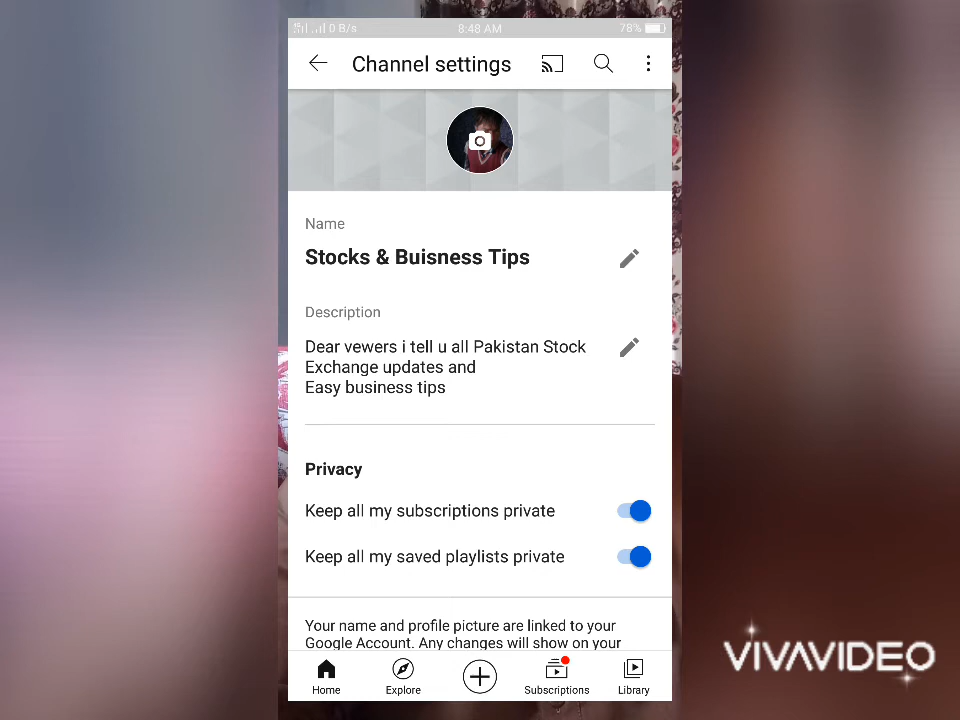 0 B/s 8:48 AM 78%
Channel settings
Name
Stocks & Buisness Tips
Description
Dear vewers i tell u all Pakistan Stock
Exchange updates and
Easy business tips
Privacy
Keep all my subscriptions private
Keep all my saved playlists private
Your name and profile picture are linked to your
Google Account. Any changes will show on your
Home Explore Subscriptions Library
VIVAVIDEO